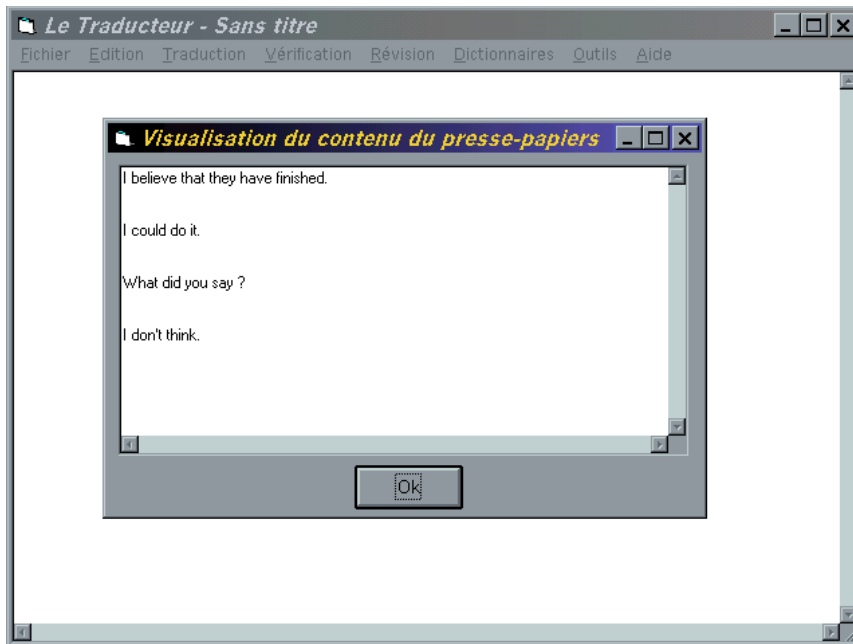 Le Traducteur - Sans titre
Fichier Edition Traduction Vérification Révision Dictionnaires Outils Aide
Visualisation du contenu du presse-papiers
I believe that they have finished.
I could do it.
What did you say ?
I don't think.
Ok